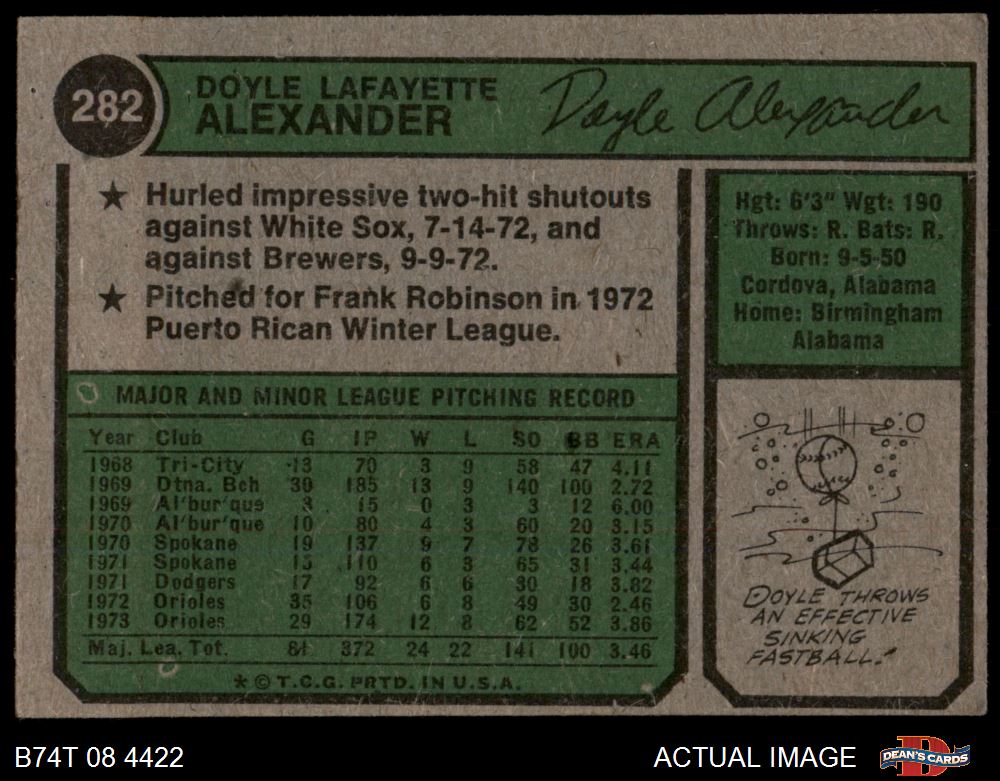 282
DOYLE LAFAYETTE
ALEXANDER
Doyle Alexander
★ Hurled impressive two-hit shutouts
against White Sox, 7-14-72, and
against Brewers, 9-9-72.
★ Pitched for Frank Robinson in 1972
Puerto Rican Winter League.
Hgt: 6'3" Wgt: 190
Throws: R. Bats: R.
Born: 9-5-50
Cordova, Alabama
Home: Birmingham
Alabama
MAJOR AND MINOR LEAGUE PITCHING RECORD
Year Club G IP W L SO BB ERA
1968 Tri-City 13 70 3 9 58 47 4.11
1969 Dtna. Bch 30 185 13 9 140 100 2.72
1969 Al'bur'que 3 15 0 3 3 12 6.00
1970 Al'bur'que 10 80 4 3 60 20 3.15
1970 Spokane 19 137 9 7 78 26 3.61
1971 Spokane 15 110 6 3 65 31 3.44
1971 Dodgers 17 92 6 6 30 18 3.82
1972 Orioles 35 106 6 8 49 30 2.46
1973 Orioles 29 174 12 8 62 52 3.86
Maj. Lea. Tot. 81 372 24 22 141 100 3.46
★ © T.C.G. PRTD. IN U.S.A.
DOYLE THROWS
AN EFFECTIVE
SINKING
FASTBALL.
B74T 08 4422
ACTUAL IMAGE
DEAN'S CARDS